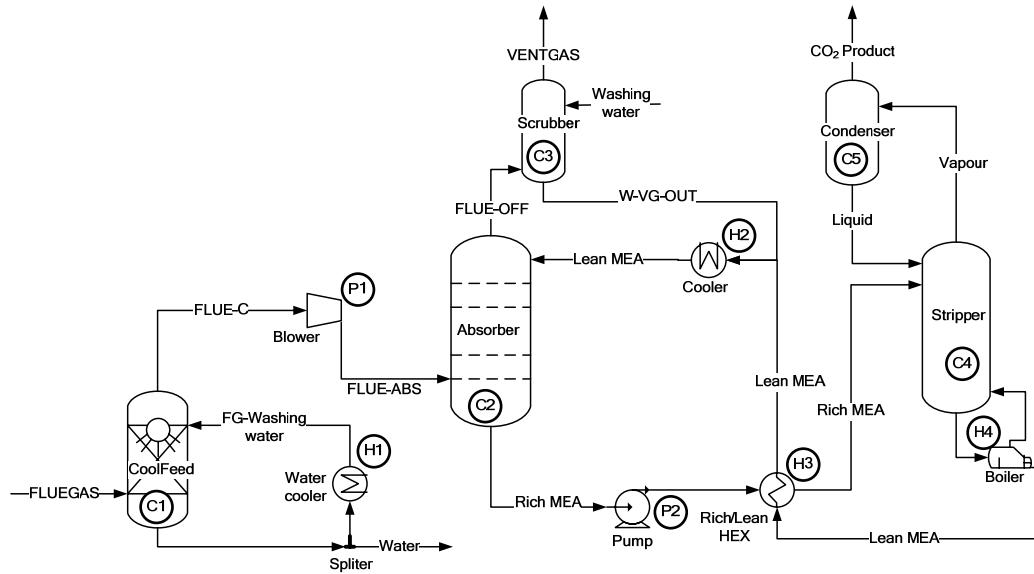 VENTGAS
CO₂ Product
Washing
water
Scrubber
C3
Condenser
C5
FLUE-OFF
W-VG-OUT
Vapour
Liquid
H2
Lean MEA
Cooler
P1
FLUE-C
Blower
Absorber
Stripper
C4
FLUE-ABS
C2
Lean MEA
Rich MEA
FG-Washing
water
H1
H4
CoolFeed
Water
cooler
H3
Boiler
FLUEGAS
C1
Rich MEA
P2
Rich/Lean
HEX
Pump
Lean MEA
Water
Spliter